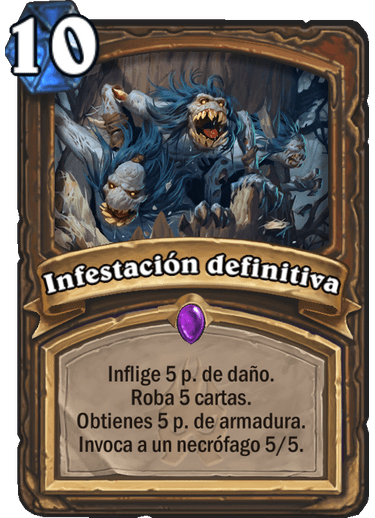 10
Infestación definitiva
Inflige 5 p. de daño.
Roba 5 cartas.
Obtienes 5 p. de armadura.
Invoca a un necrófago 5/5.